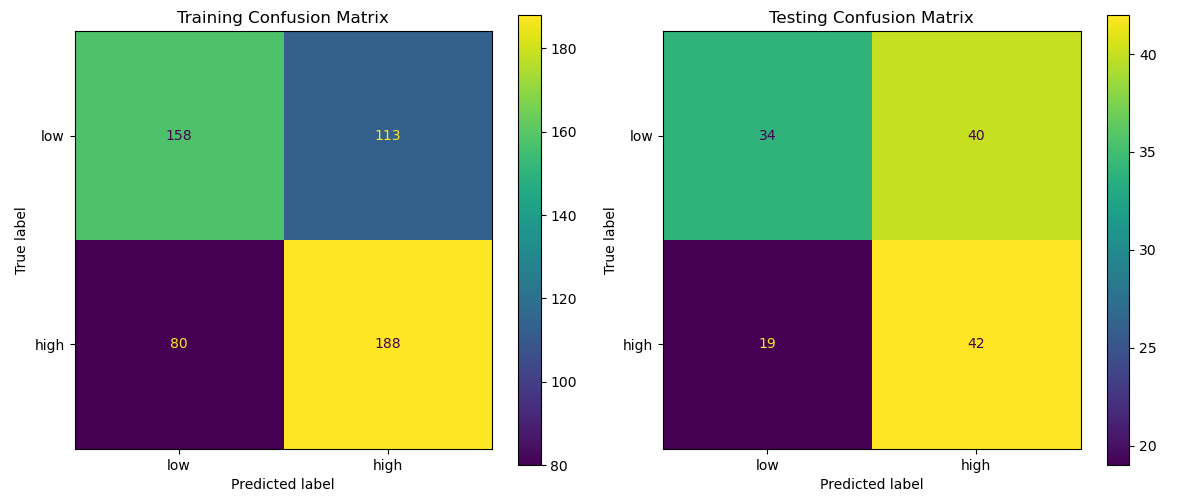 Training Confusion Matrix
True label
low
high
158
113
80
188
low
high
Predicted label
180
160
140
120
100
80
Testing Confusion Matrix
True label
low
high
34
40
19
42
low
high
Predicted label
40
35
30
25
20